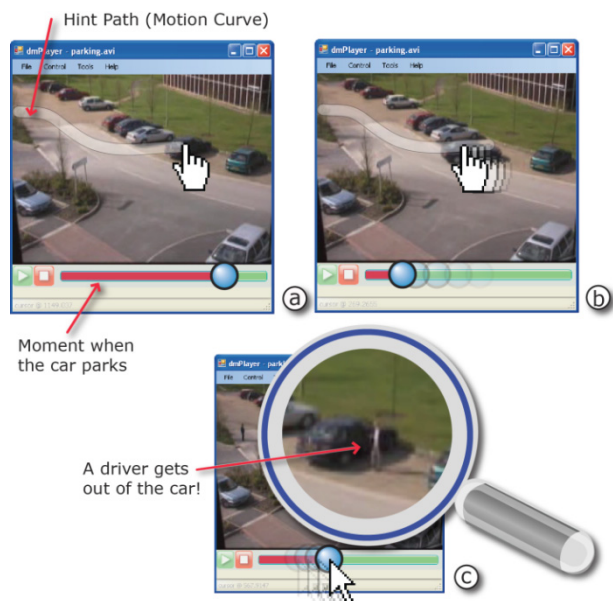 Hint Path (Motion Curve)
dmPlayer - parking.avi
File Control Tools Help
dmPlayer - parking.avi
File Control Tools Help
a
b
Moment when
the car parks
dmPlayer - park
File Control
A driver gets
out of the car!
c